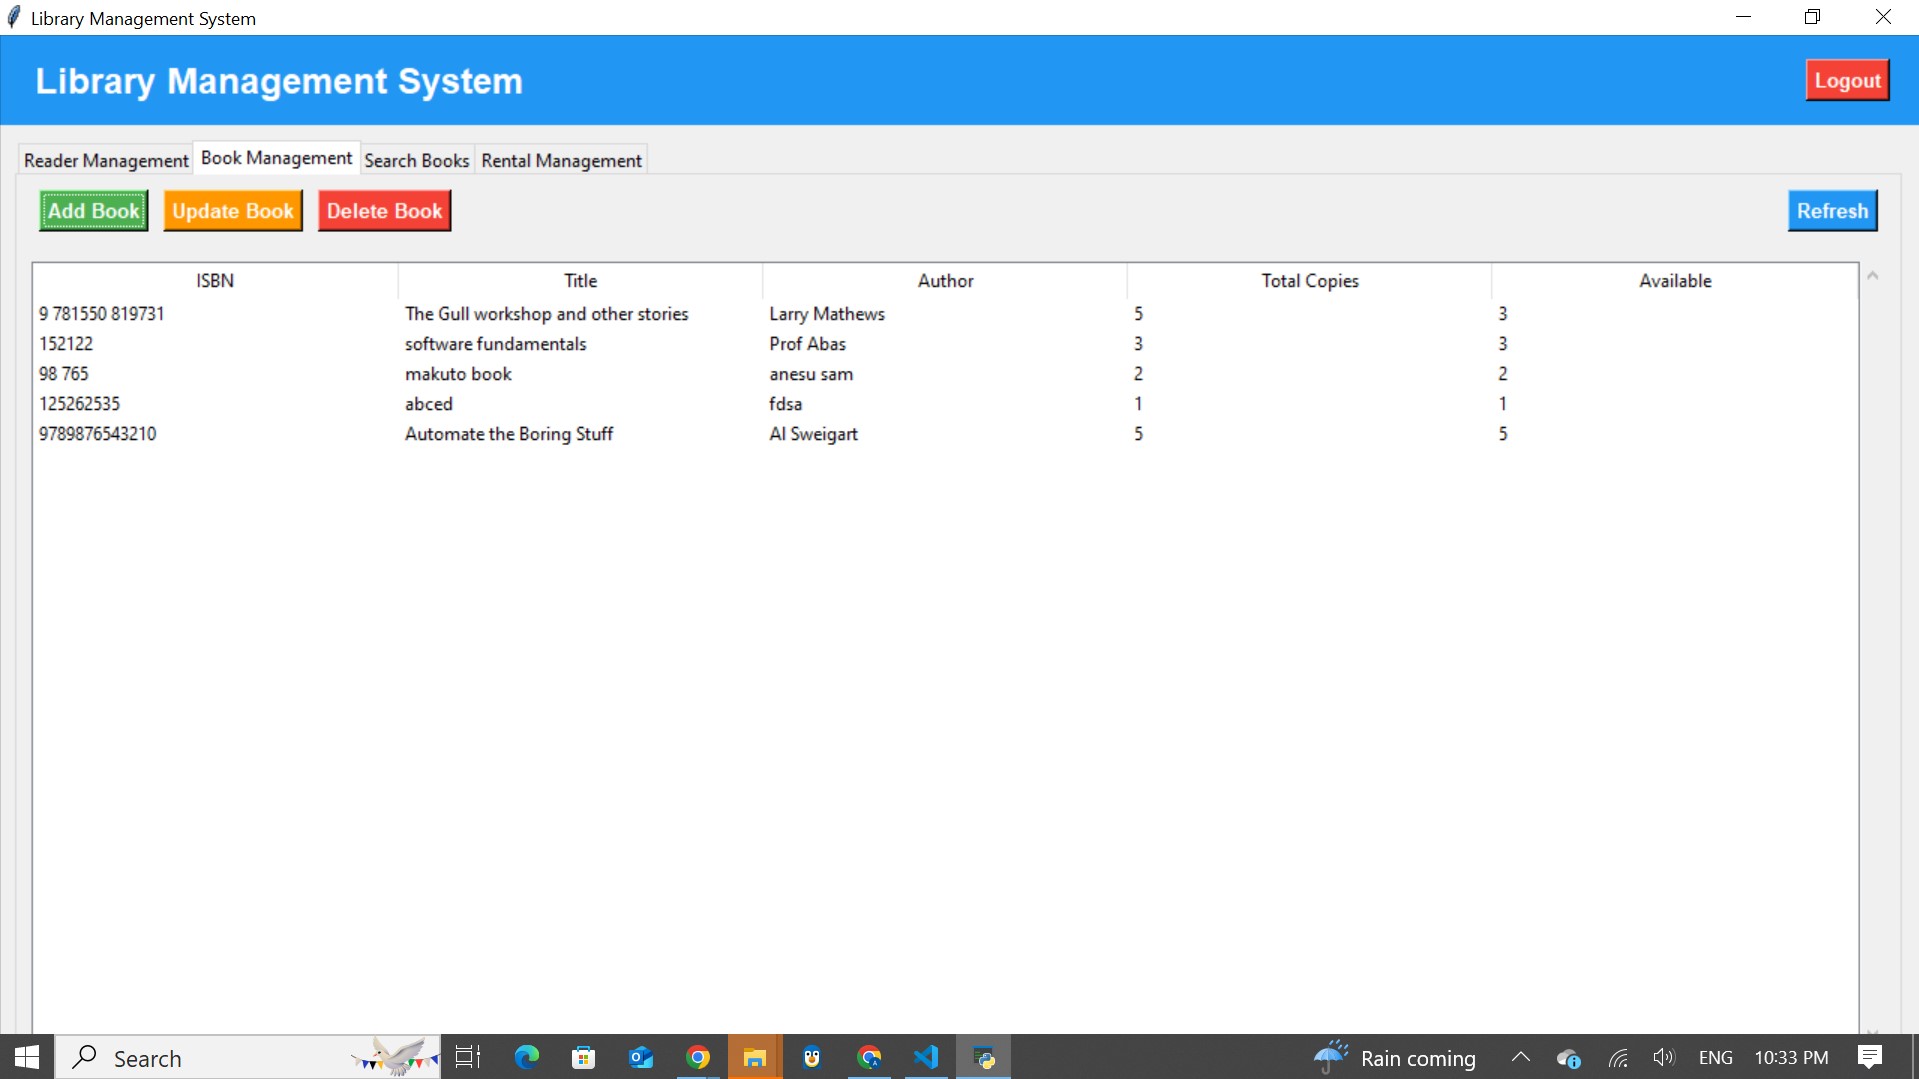 Library Management System
Library Management System
Logout
Reader Management Book Management Search Books Rental Management
Add Book Update Book Delete Book Refresh
ISBN Title Author Total Copies Available
9 781550 819731 The Gull workshop and other stories Larry Mathews 5 3
152122 software fundamentals Prof Abas 3 3
98 765 makuto book anesu sam 2 2
125262535 abced fdsa 1 1
9789876543210 Automate the Boring Stuff Al Sweigart 5 5
Search Rain coming ENG 10:33 PM